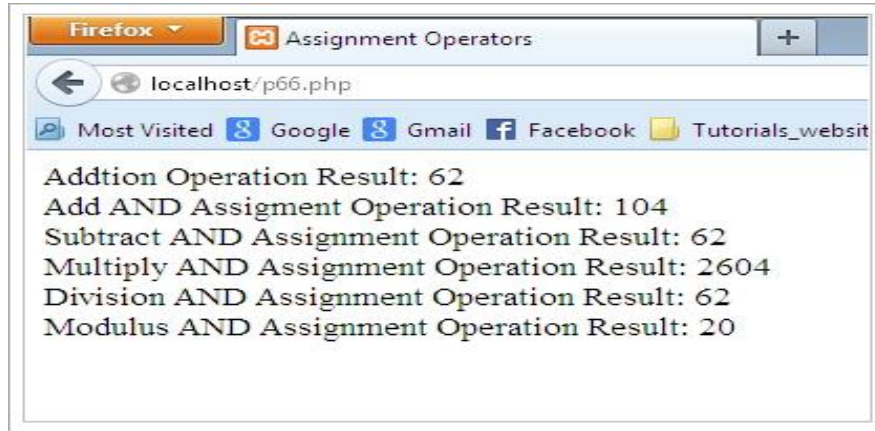 Firefox
Assignment Operators
localhost/p66.php
Most Visited Google Gmail Facebook Tutorials_websit
Addtion Operation Result: 62
Add AND Assigment Operation Result: 104
Subtract AND Assignment Operation Result: 62
Multiply AND Assignment Operation Result: 2604
Division AND Assignment Operation Result: 62
Modulus AND Assignment Operation Result: 20